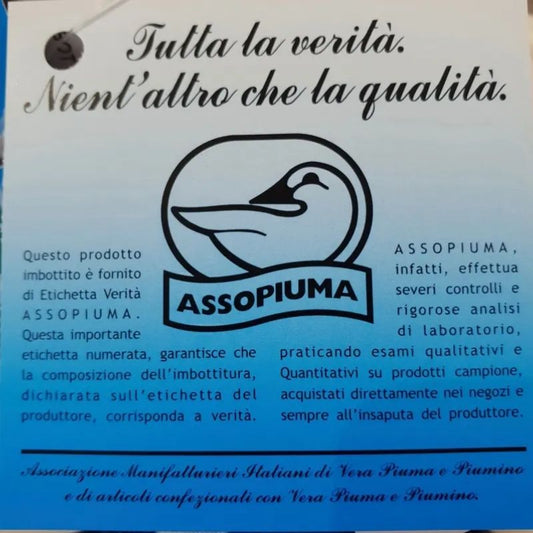 Tutta la verità.
Nient'altro che la qualità.
ASSOPIUMA
Questo prodotto
imbottito è fornito
di Etichetta Verità
ASSOPIUMA.
Questa importante
etichetta numerata, garantisce che
la composizione dell'imbottitura,
dichiarata sull'etichetta del
produttore, corrisponda a verità.
ASSOPIUMA,
infatti, effettua
severi controlli e
rigorose analisi
di laboratorio,
praticando esami qualitativi e
Quantitativi su prodotti campione,
acquistati direttamente nei negozi e
sempre all'insaputa del produttore.
Associazione Manifatturieri Italiani di Vera Piuma e Piumino
e di articoli confezionati con Vera Piuma e Piumino.